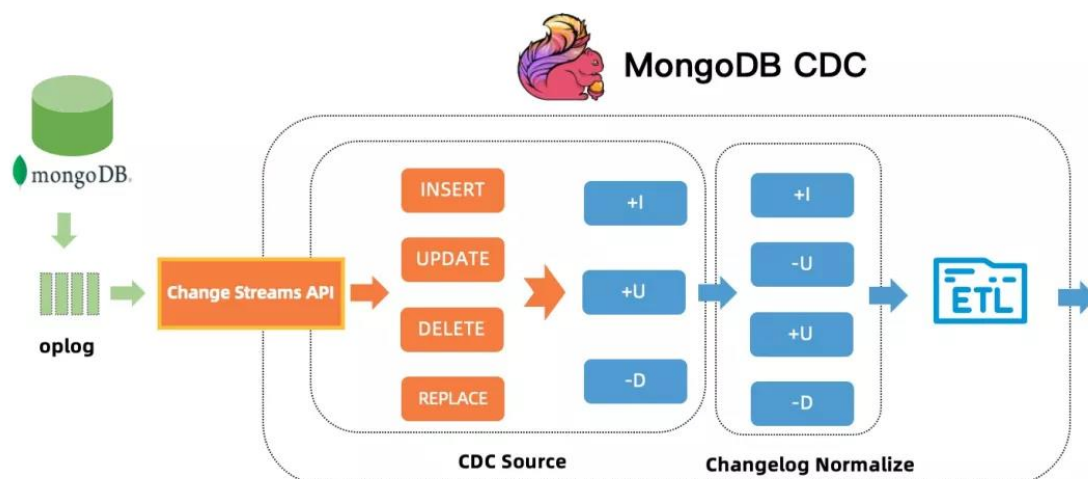 MongoDB CDC
mongoDB®
oplog
Change Streams API
INSERT
UPDATE
DELETE
REPLACE
+I
+U
-D
CDC Source
+I
-U
+U
-D
Changelog Normalize
ETL